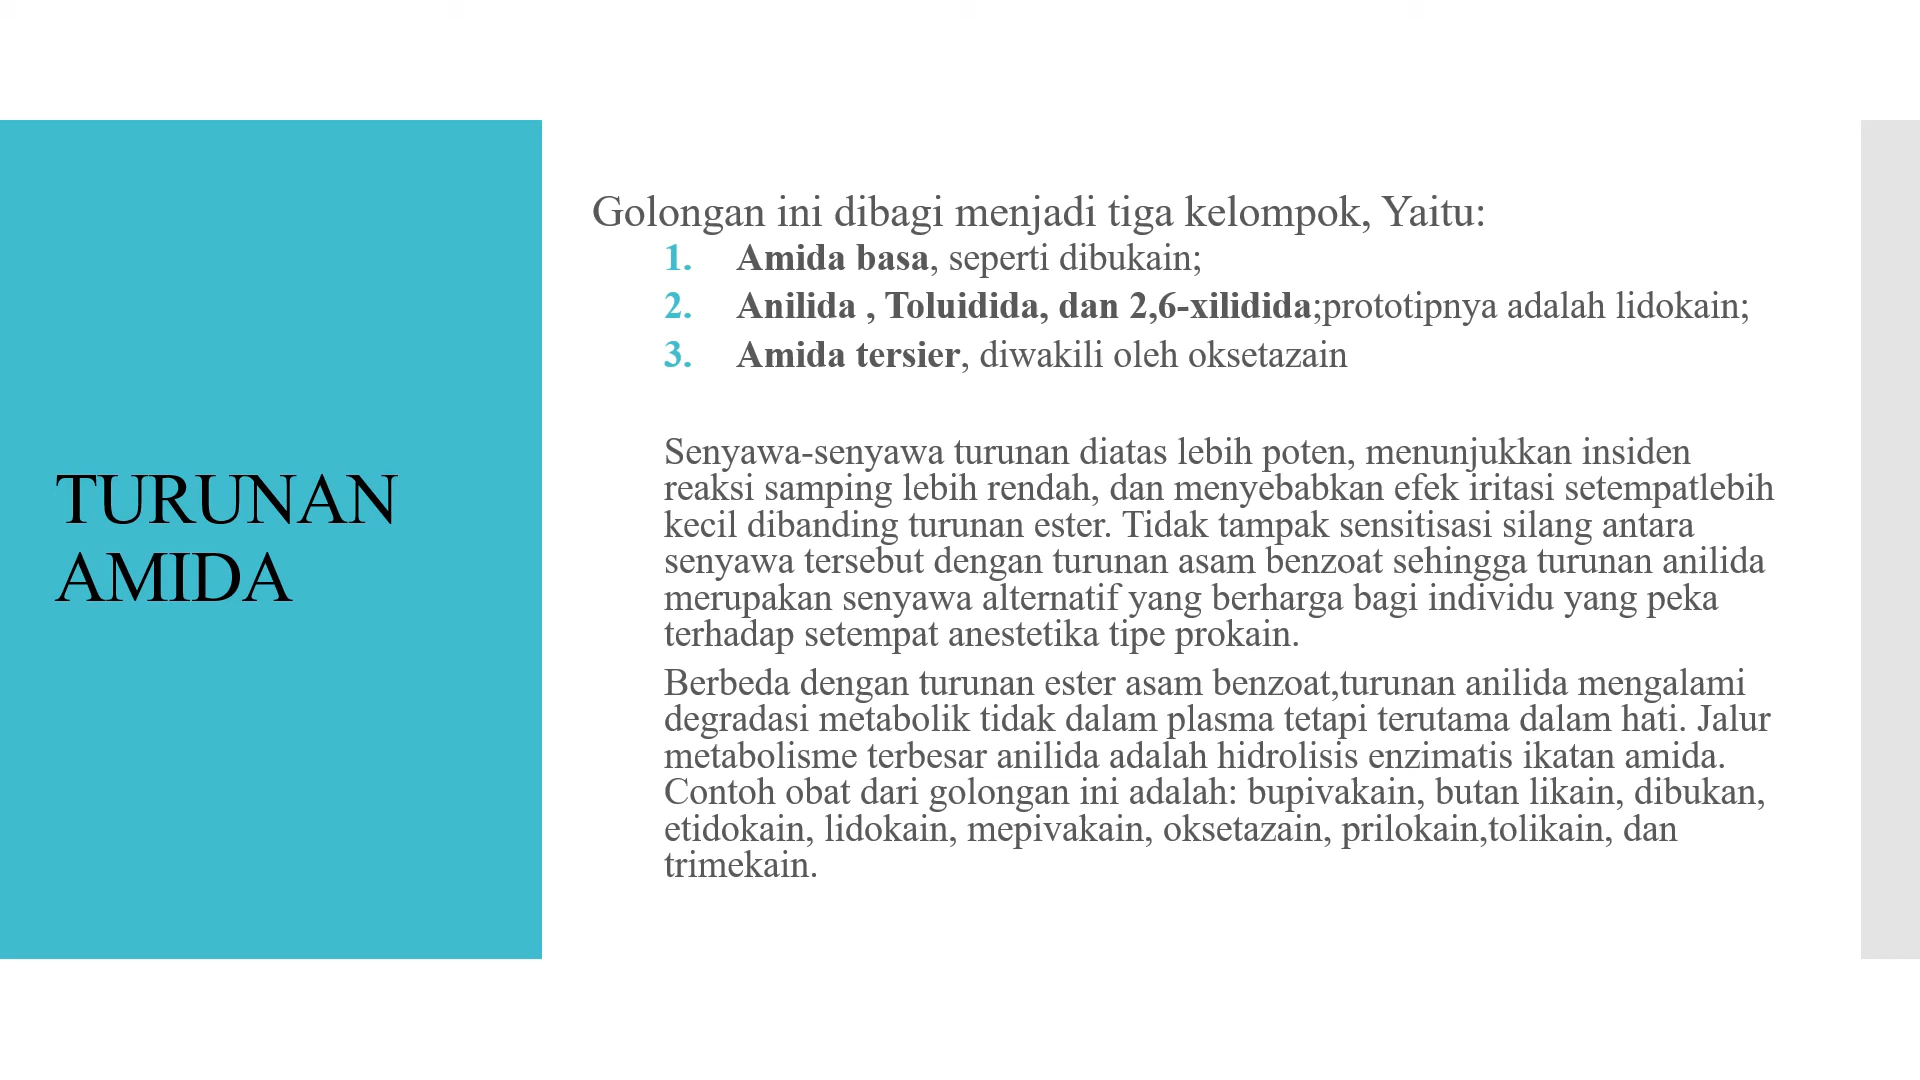 TURUNAN
AMIDA
Golongan ini dibagi menjadi tiga kelompok, Yaitu:
1. Amida basa, seperti dibukain;
2. Anilida , Toluidida, dan 2,6-xilidida;prototipnya adalah lidokain;
3. Amida tersier, diwakili oleh oksetazain
Senyawa-senyawa turunan diatas lebih poten, menunjukkan insiden
reaksi samping lebih rendah, dan menyebabkan efek iritasi setempatlebih
kecil dibanding turunan ester. Tidak tampak sensitisasi silang antara
senyawa tersebut dengan turunan asam benzoat sehingga turunan anilida
merupakan senyawa alternatif yang berharga bagi individu yang peka
terhadap setempat anestetika tipe prokain.
Berbeda dengan turunan ester asam benzoat,turunan anilida mengalami
degradasi metabolik tidak dalam plasma tetapi terutama dalam hati. Jalur
metabolisme terbesar anilida adalah hidrolisis enzimatis ikatan amida.
Contoh obat dari golongan ini adalah: bupivakain, butan likain, dibukan,
etidokain, lidokain, mepivakain, oksetazain, prilokain,tolikain, dan
trimekain.